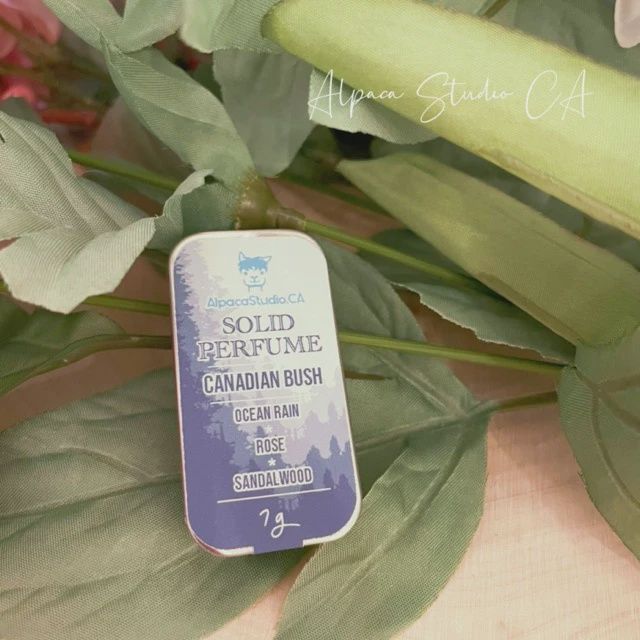 Alpaca Studio CA
AlpacaStudio.CA
SOLID
PERFUME
CANADIAN BUSH
OCEAN RAIN
ROSE
SANDALWOOD
7g